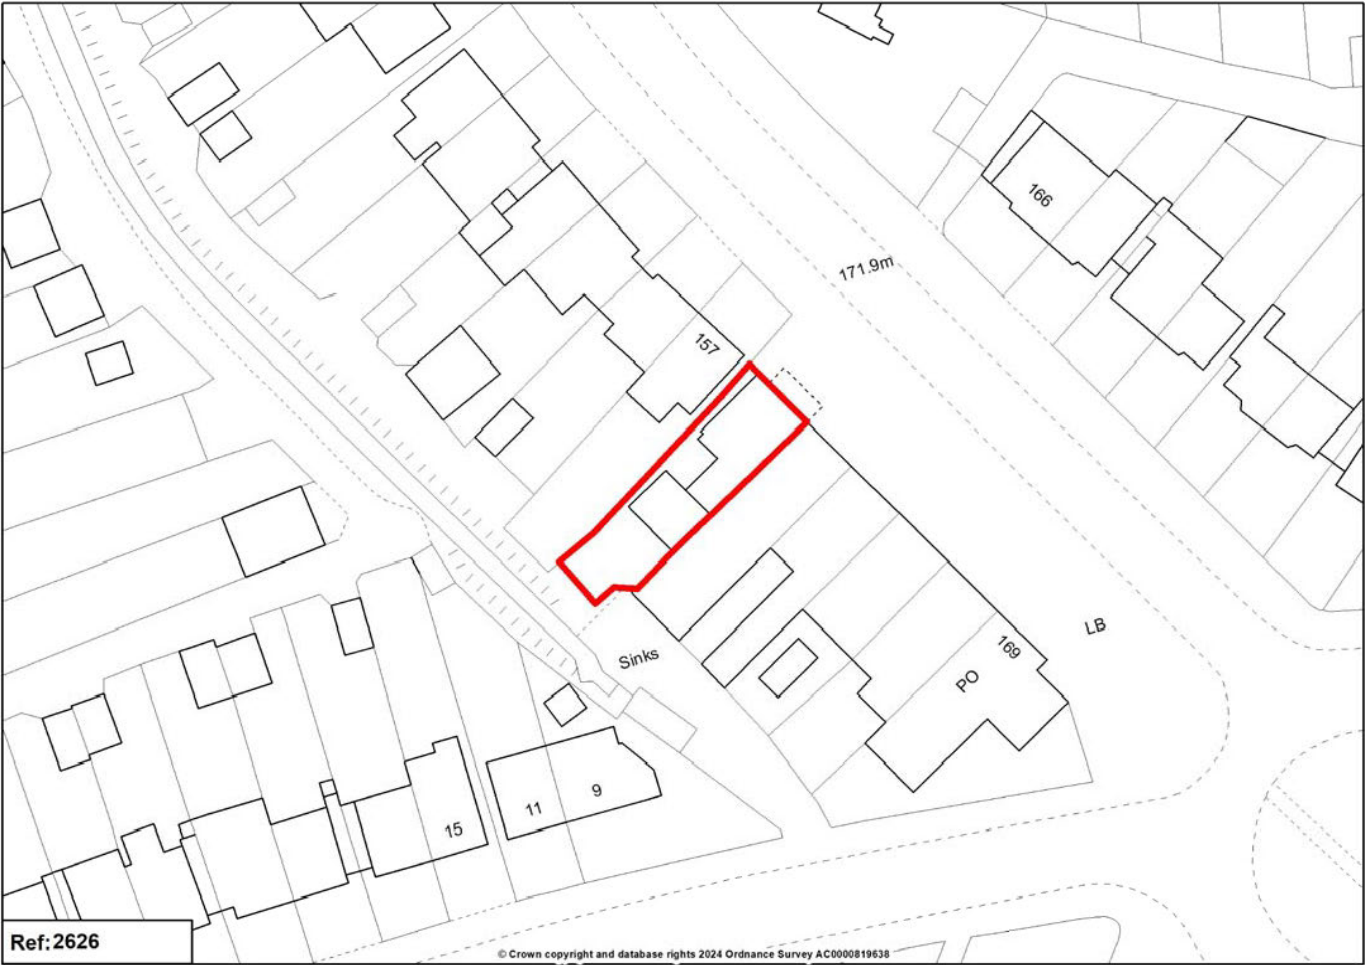 166
171.9m
157
LB
169
Sinks
PO
9
11
15
Ref:2626
© Crown copyright and database rights 2024 Ordnance Survey AC0000819638